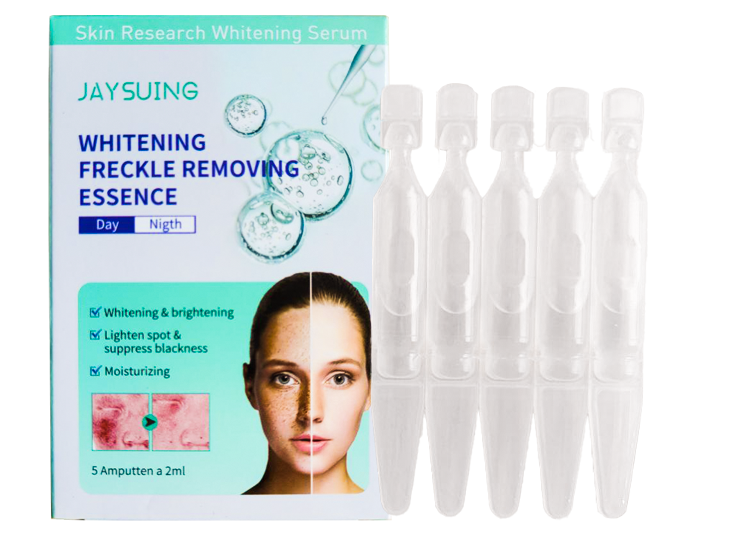 Skin Research Whitening Serum
JAYSUING
WHITENING
FRECKLE REMOVING
ESSENCE
Day Nigth
Whitening & brightening
Lighten spot &
suppress blackness
Moisturizing
5 Amputten a 2ml